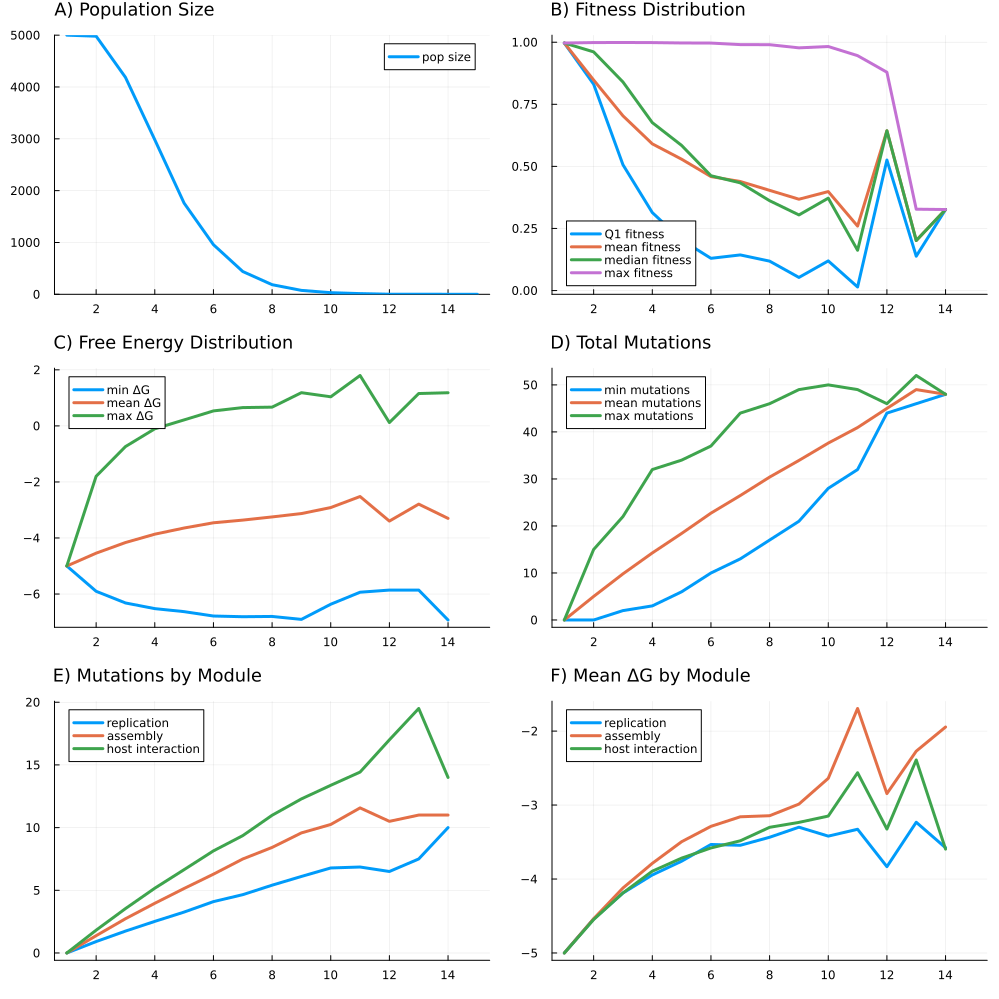 A) Population Size
5000
4000
3000
2000
1000
0
pop size
2 4 6 8 10 12 14
B) Fitness Distribution
1.00
0.75
0.50
0.25
0.00
Q1 fitness
mean fitness
median fitness
max fitness
2 4 6 8 10 12 14
C) Free Energy Distribution
2
0
−2
−4
−6
min ΔG
mean ΔG
max ΔG
2 4 6 8 10 12 14
D) Total Mutations
50
40
30
20
10
0
min mutations
mean mutations
max mutations
2 4 6 8 10 12 14
E) Mutations by Module
20
15
10
5
0
replication
assembly
host interaction
2 4 6 8 10 12 14
F) Mean ΔG by Module
−2
−3
−4
−5
replication
assembly
host interaction
2 4 6 8 10 12 14